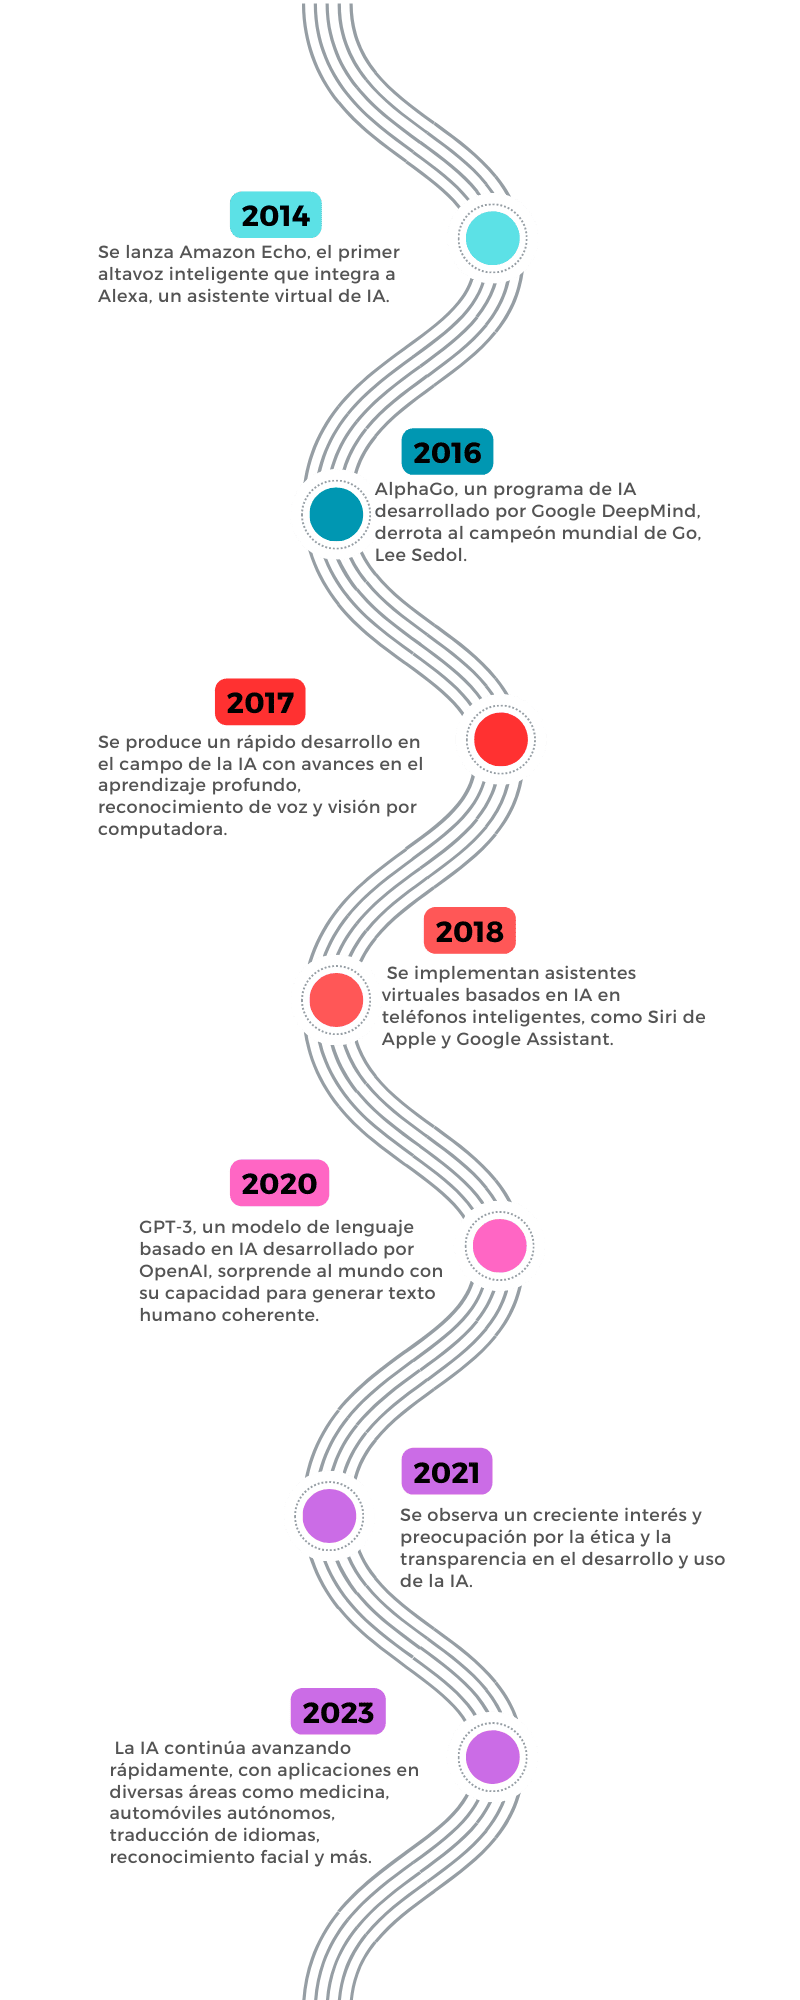 2014
Se lanza Amazon Echo, el primer
altavoz inteligente que integra a
Alexa, un asistente virtual de IA.
2016
AlphaGo, un programa de IA
desarrollado por Google DeepMind,
derrota al campeón mundial de Go,
Lee Sedol.
2017
Se produce un rápido desarrollo en
el campo de la IA con avances en el
aprendizaje profundo,
reconocimiento de voz y visión por
computadora.
2018
Se implementan asistentes
virtuales basados en IA en
teléfonos inteligentes, como Siri de
Apple y Google Assistant.
2020
GPT-3, un modelo de lenguaje
basado en IA desarrollado por
OpenAI, sorprende al mundo con
su capacidad para generar texto
humano coherente.
2021
Se observa un creciente interés y
preocupación por la ética y la
transparencia en el desarrollo y uso
de la IA.
2023
La IA continúa avanzando
rápidamente, con aplicaciones en
diversas áreas como medicina,
automóviles autónomos,
traducción de idiomas,
reconocimiento facial y más.